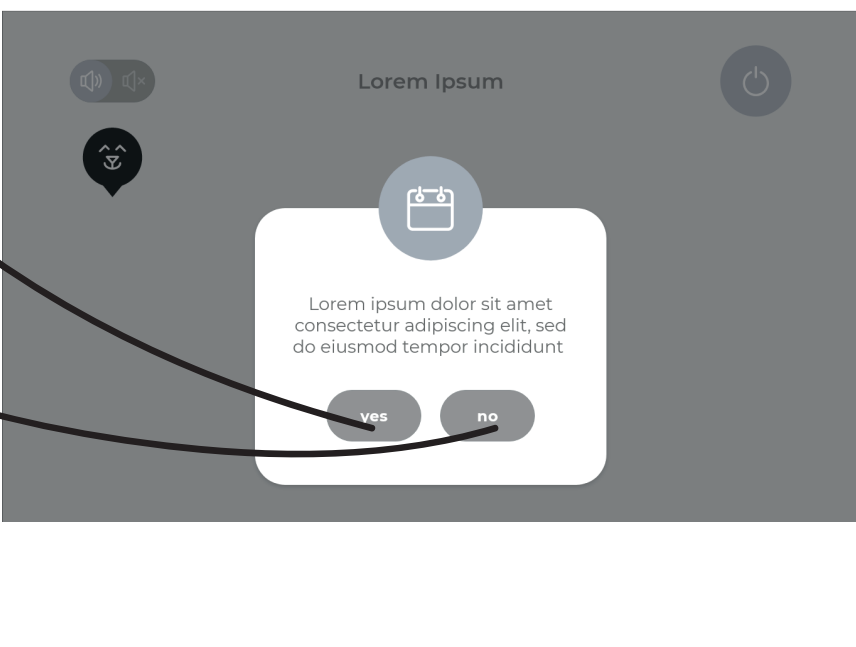 Lorem Ipsum
Lorem ipsum dolor sit amet
consectetur adipiscing elit, sed
do eiusmod tempor incididunt
yes
no